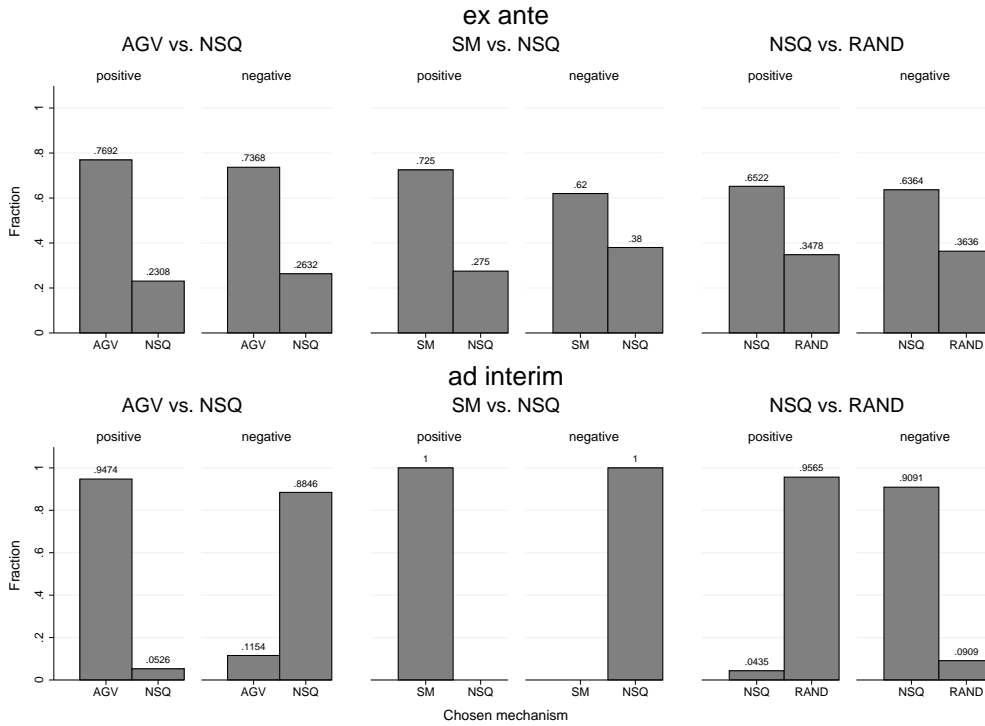 ex ante
AGV vs. NSQ SM vs. NSQ NSQ vs. RAND
positive negative positive negative positive negative
Fraction
0 .2 .4 .6 .8 1
.7692 .2308 .7368 .2632 .725 .275 .62 .38 .6522 .3478 .6364 .3636
AGV NSQ AGV NSQ SM NSQ SM NSQ NSQ RAND NSQ RAND
ad interim
AGV vs. NSQ SM vs. NSQ NSQ vs. RAND
positive negative positive negative positive negative
Fraction
0 .2 .4 .6 .8 1
.9474 .0526 .1154 .8846 1 1 .0435 .9565 .9091 .0909
AGV NSQ AGV NSQ SM NSQ SM NSQ NSQ RAND NSQ RAND
Chosen mechanism